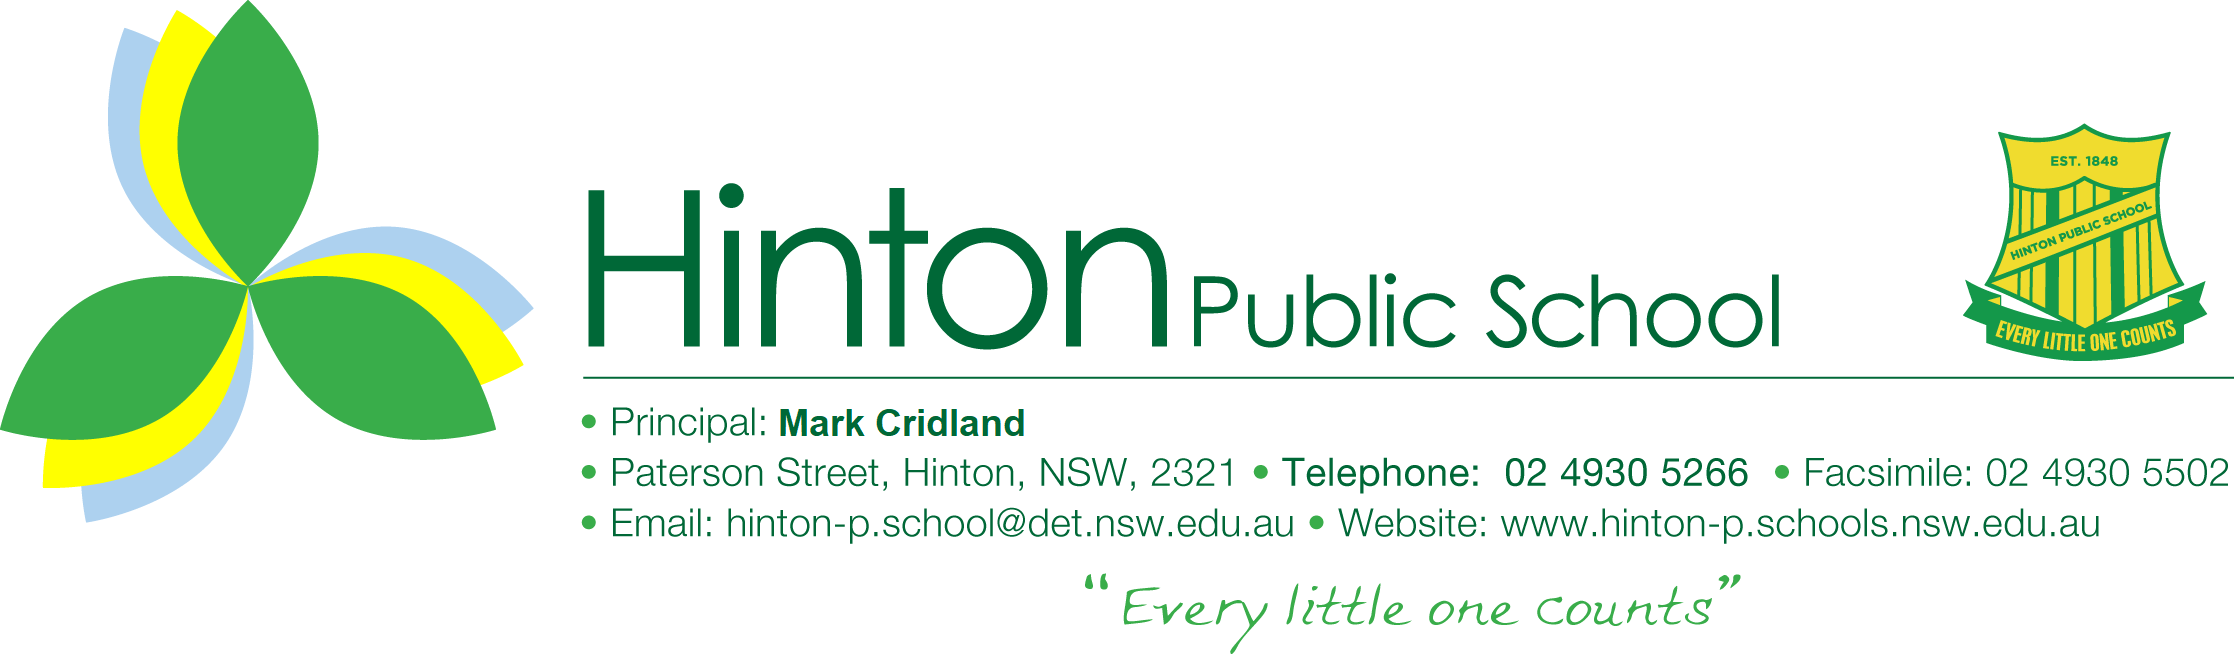 Hinton Public School
EST. 1848
HINTON PUBLIC SCHOOL
EVERY LITTLE ONE COUNTS
• Principal: Mark Cridland
• Paterson Street, Hinton, NSW, 2321 • Telephone: 02 4930 5266 • Facsimile: 02 4930 5502
• Email: hinton-p.school@det.nsw.edu.au • Website: www.hinton-p.schools.nsw.edu.au
“Every little one counts”